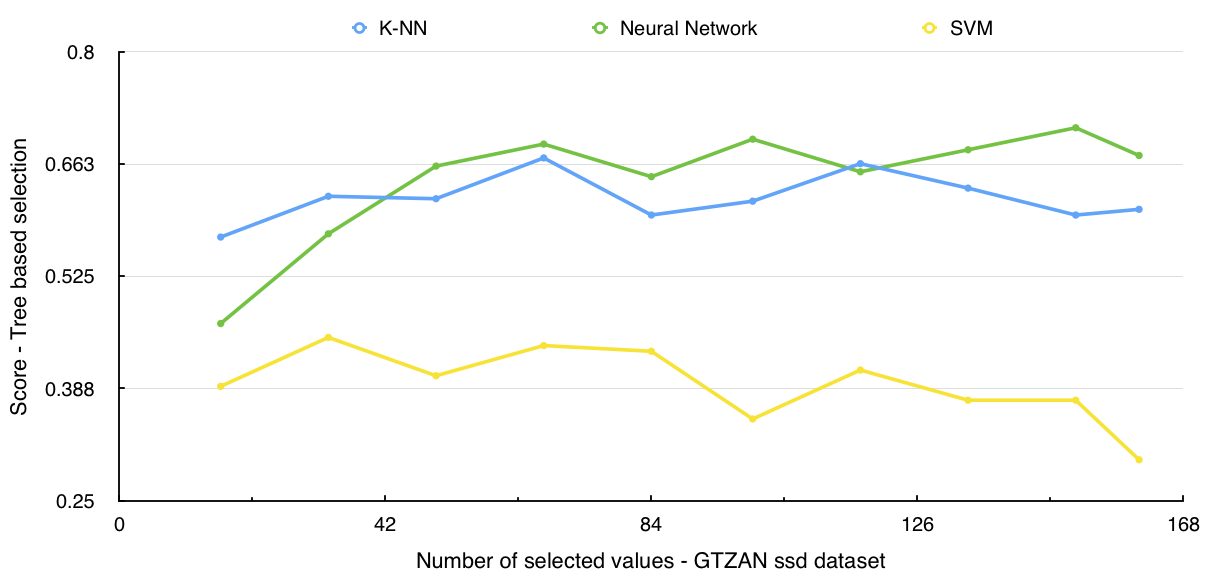 K-NN Neural Network SVM
0.8
0.663
0.525
0.388
0.25
Score - Tree based selection
0 42 84 126 168
Number of selected values - GTZAN ssd dataset